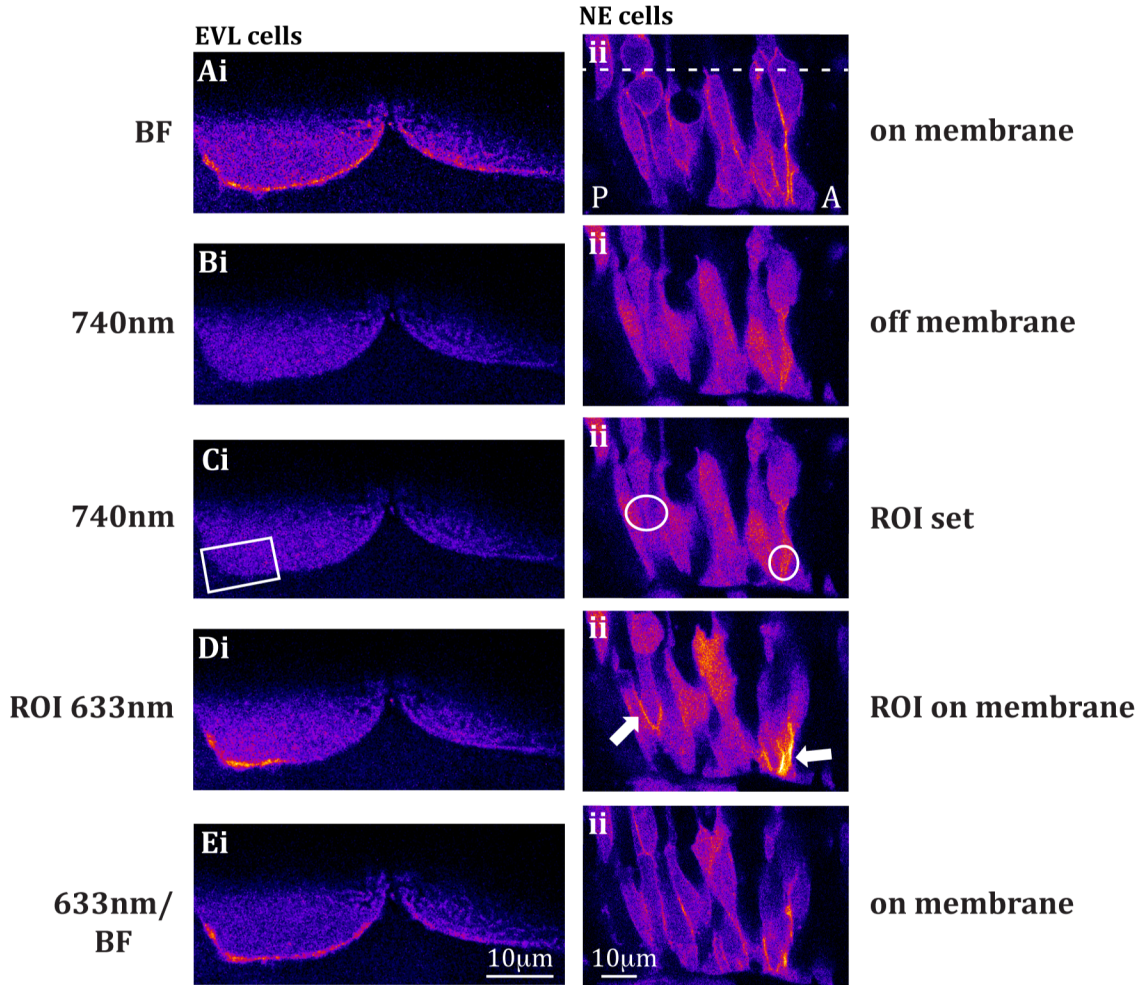 EVL cells
NE cells
BF
Ai
ii
on membrane
P
A
740nm
Bi
ii
off membrane
740nm
Ci
ii
ROI set
ROI 633nm
Di
ii
ROI on membrane
633nm/
BF
Ei
ii
on membrane
10μm
10μm